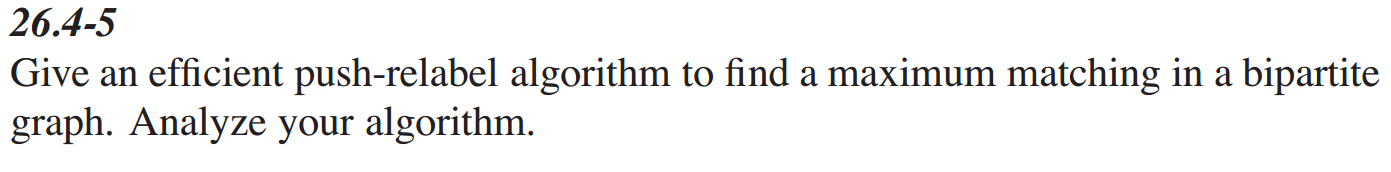 26.4-5
Give an efficient push-relabel algorithm to find a maximum matching in a bipartite
graph. Analyze your algorithm.